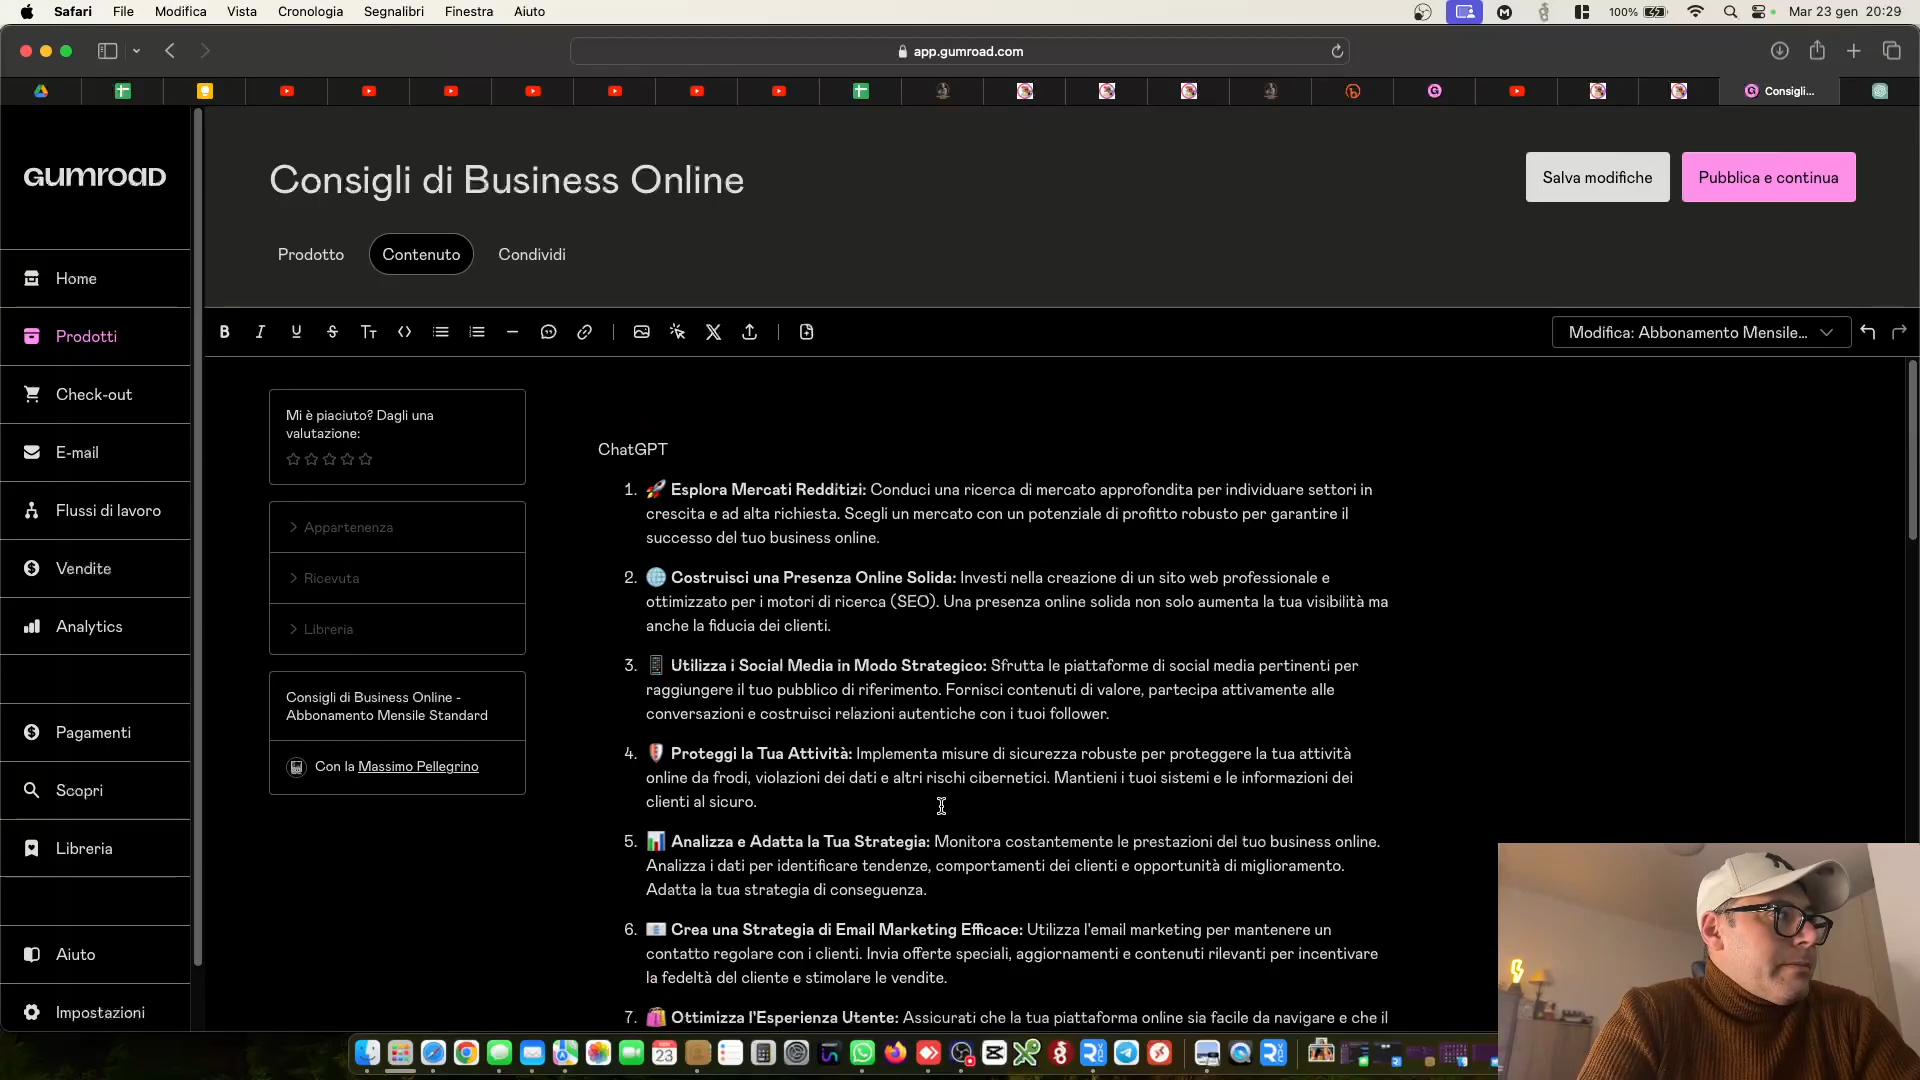 Safari File Modifica Vista Cronologia Segnalibri Finestra Aiuto
100% Mar 23 gen 20:29
app.gumroad.com
Consigli...
GUMROAD
Home
Prodotti
Check-out
E-mail
Flussi di lavoro
Vendite
Analytics
Pagamenti
Scopri
Libreria
Aiuto
Impostazioni
Consigli di Business Online
Salva modifiche
Pubblica e continua
Prodotto Contenuto Condividi
Modifica: Abbonamento Mensile...
Mi è piaciuto? Dagli una
valutazione:
Appartenenza
Ricevuta
Libreria
Consigli di Business Online -
Abbonamento Mensile Standard
Con la Massimo Pellegrino
ChatGPT
1. 🚀 Esplora Mercati Redditizi: Conduci una ricerca di mercato approfondita per individuare settori in
crescita e ad alta richiesta. Scegli un mercato con un potenziale di profitto robusto per garantire il
successo del tuo business online.
2. 🌐 Costruisci una Presenza Online Solida: Investi nella creazione di un sito web professionale e
ottimizzato per i motori di ricerca (SEO). Una presenza online solida non solo aumenta la tua visibilità ma
anche la fiducia dei clienti.
3. 📱 Utilizza i Social Media in Modo Strategico: Sfrutta le piattaforme di social media pertinenti per
raggiungere il tuo pubblico di riferimento. Fornisci contenuti di valore, partecipa attivamente alle
conversazioni e costruisci relazioni autentiche con i tuoi follower.
4. 🛡️ Proteggi la Tua Attività: Implementa misure di sicurezza robuste per proteggere la tua attività
online da frodi, violazioni dei dati e altri rischi cibernetici. Mantieni i tuoi sistemi e le informazioni dei
clienti al sicuro.
5. 📊 Analizza e Adatta la Tua Strategia: Monitora costantemente le prestazioni del tuo business online.
Analizza i dati per identificare tendenze, comportamenti dei clienti e opportunità di miglioramento.
Adatta la tua strategia di conseguenza.
6. 📧 Crea una Strategia di Email Marketing Efficace: Utilizza l'email marketing per mantenere un
contatto regolare con i clienti. Invia offerte speciali, aggiornamenti e contenuti rilevanti per incentivare
la fedeltà del cliente e stimolare le vendite.
7. 🛍️ Ottimizza l'Esperienza Utente: Assicurati che la tua piattaforma online sia facile da navigare e che il